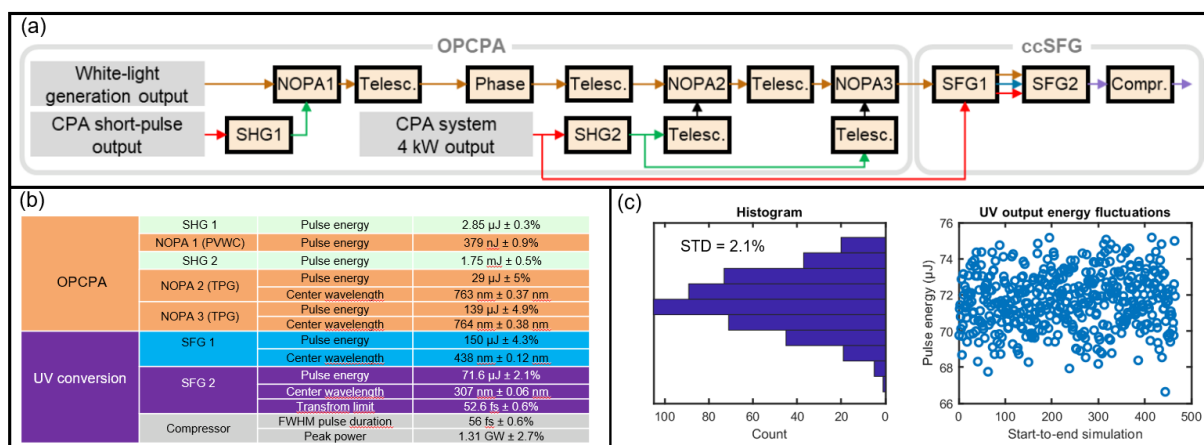 (a)
OPCPA
ccSFG
White-light
generation output
NOPA1
Telesc.
Phase
Telesc.
NOPA2
Telesc.
NOPA3
SFG1
SFG2
Compr.
CPA short-pulse
output
SHG1
CPA system
4 kW output
SHG2
Telesc.
Telesc.
(b)
OPCPA
SHG 1 Pulse energy 2.85 µJ ± 0.3%
NOPA 1 (PVWC) Pulse energy 379 nJ ± 0.9%
SHG 2 Pulse energy 1.75 mJ ± 0.5%
NOPA 2 (TPG) Pulse energy 29 µJ ± 5%
Center wavelength 763 nm ± 0.37 nm
NOPA 3 (TPG) Pulse energy 139 µJ ± 4.9%
Center wavelength 764 nm ± 0.38 nm
UV conversion
SFG 1 Pulse energy 150 µJ ± 4.3%
Center wavelength 438 nm ± 0.12 nm
SFG 2 Pulse energy 71.6 µJ ± 2.1%
Center wavelength 307 nm ± 0.06 nm
Transfrom limit 52.6 fs ± 0.6%
Compressor FWHM pulse duration 56 fs ± 0.6%
Peak power 1.31 GW ± 2.7%
(c)
Histogram
STD = 2.1%
100 80 60 40 20 0
Count
UV output energy fluctuations
Pulse energy (µJ)
76
74
72
70
68
66
0 100 200 300 400 500
Start-to-end simulation